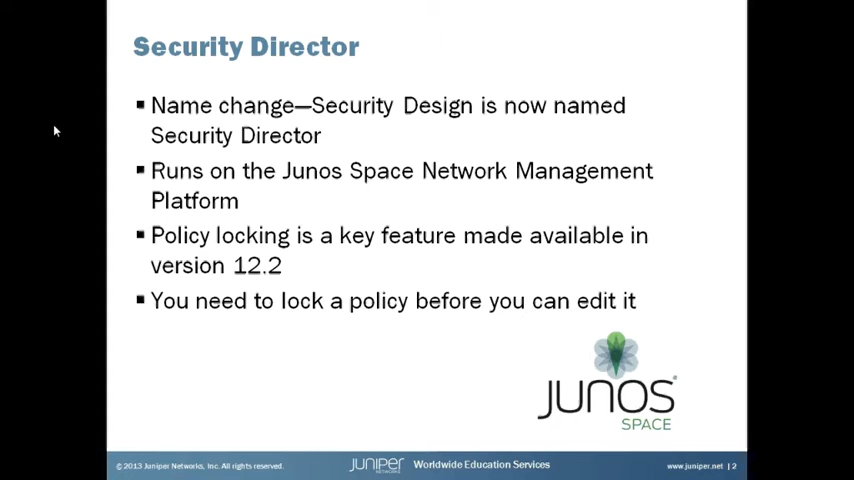 Security Director
▪ Name change—Security Design is now named
Security Director
▪ Runs on the Junos Space Network Management
Platform
▪ Policy locking is a key feature made available in
version 12.2
▪ You need to lock a policy before you can edit it
JUNOS®
SPACE
© 2013 Juniper Networks, Inc. All rights reserved.
JUNIPER
NETWORKS
Worldwide Education Services
www.juniper.net | 2